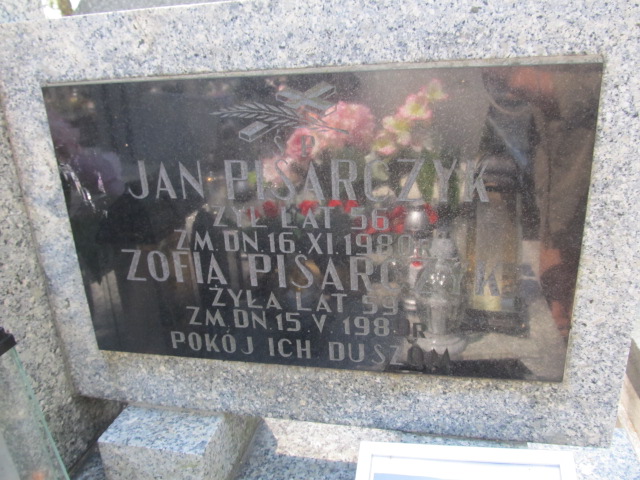 Ś P
JAN PISARCZYK
ŻYŁ LAT 56
ZM. DN. 16. XI 1980 R
ZOFIA PISARCZYK
ŻYŁA LAT 59
ZM. DN. 15 V R
POKÓJ ICH DUSZOM